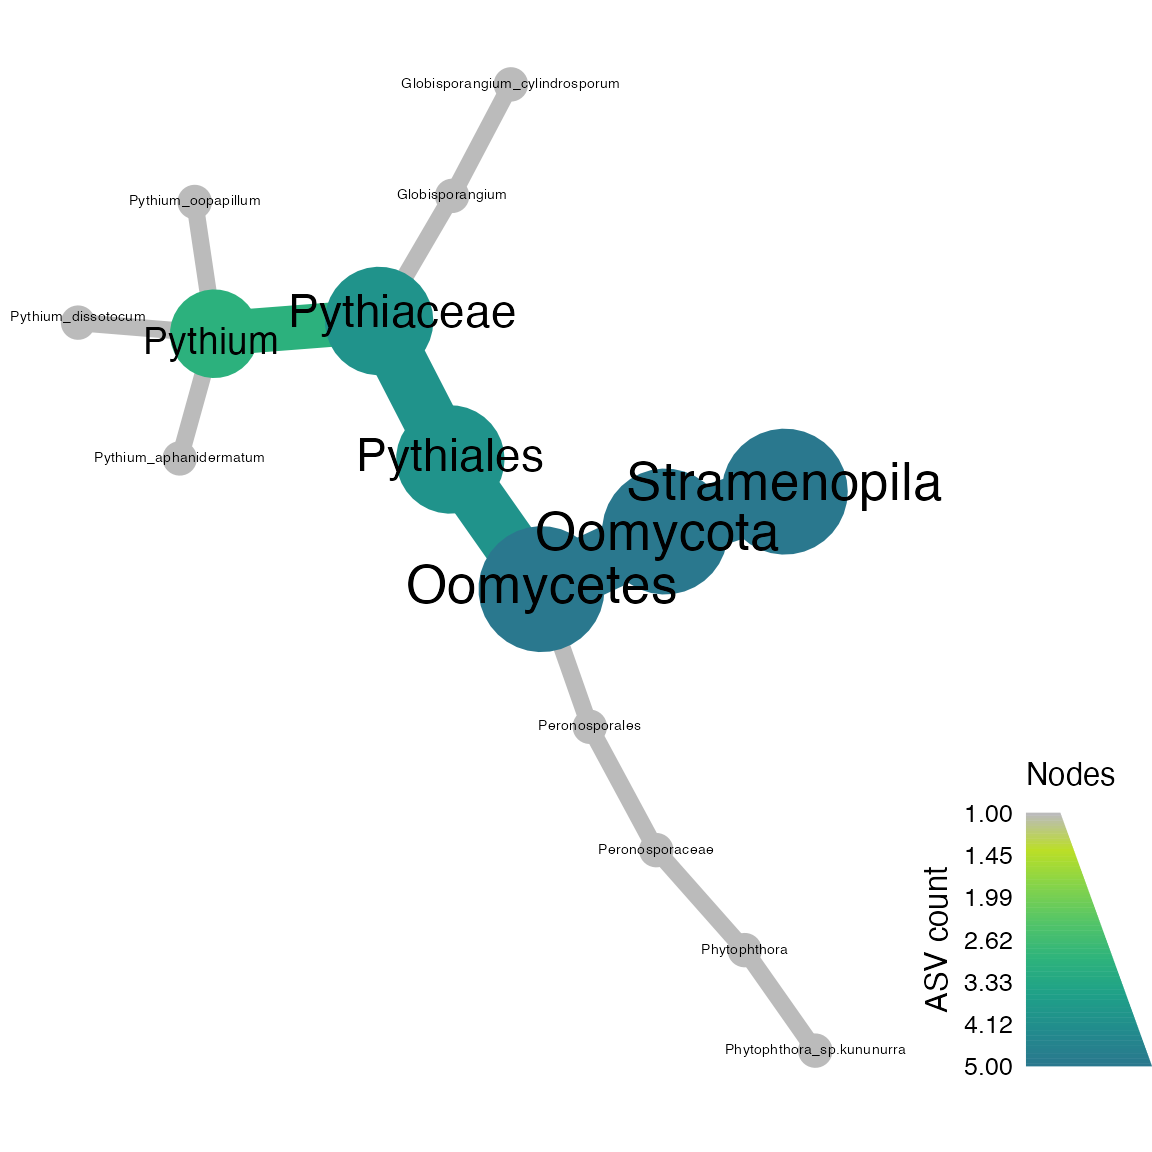 Globisporangium_cylindrosporum
Globisporangium
Pythium_oopapillum
Pythiaceae
Pythium_dissotocum
Pythium
Pythium_aphanidermatum
Pythiales
Stramenopila
Oomycota
Oomycetes
Peronosporales
Peronosporaceae
Phytophthora
Phytophthora_sp.kununurra
Nodes
ASV count
1.00
1.45
1.99
2.62
3.33
4.12
5.00